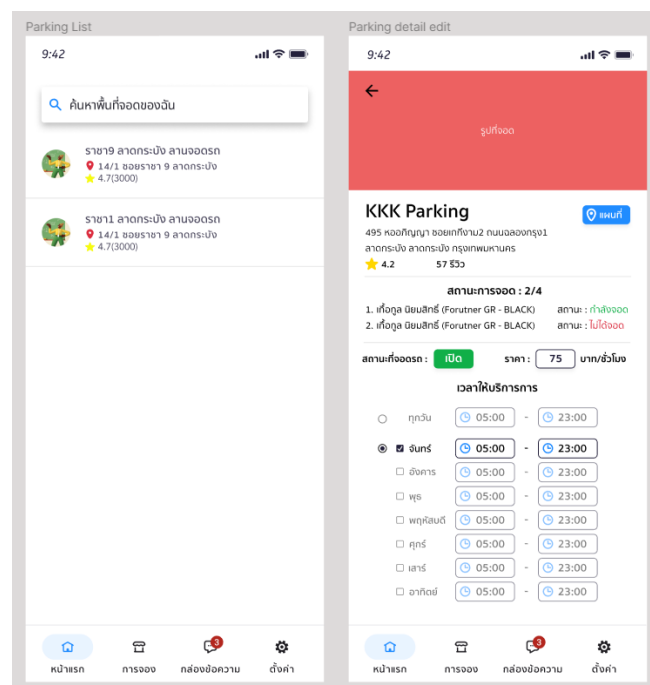 Parking List
9:42
ค้นหาพื้นที่จอดของฉัน
ราชา9 ลาดกระบัง ลานจอดรถ
14/1 ซอยราชา 9 ลาดกระบัง
4.7(3000)
ราชา1 ลาดกระบัง ลานจอดรถ
14/1 ซอยราชา 9 ลาดกระบัง
4.7(3000)
หน้าแรก การจอง กล่องข้อความ ตั้งค่า
3
Parking detail edit
9:42
รูปที่จอด
KKK Parking
แผนที่
495 หออภิญญา ซอยเกกีงาม2 ถนนฉลองกรุง1
ลาดกระบัง ลาดกระบัง กรุงเทพมหานคร
4.2 57 รีวิว
สถานะการจอด : 2/4
1. เกื้อกูล นิยมสิทธิ์ (Forutner GR - BLACK) สถานะ : กำลังจอด
2. เกื้อกูล นิยมสิทธิ์ (Forutner GR - BLACK) สถานะ : ไม่ได้จอด
สถานะที่จอดรถ : เปิด ราคา : 75 บาท/ชั่วโมง
เวลาให้บริการการ
ทุกวัน 05:00 - 23:00
จันทร์ 05:00 - 23:00
อังคาร 05:00 - 23:00
พุธ 05:00 - 23:00
พฤหัสบดี 05:00 - 23:00
ศุกร์ 05:00 - 23:00
เสาร์ 05:00 - 23:00
อาทิตย์ 05:00 - 23:00
หน้าแรก การจอง กล่องข้อความ ตั้งค่า
3